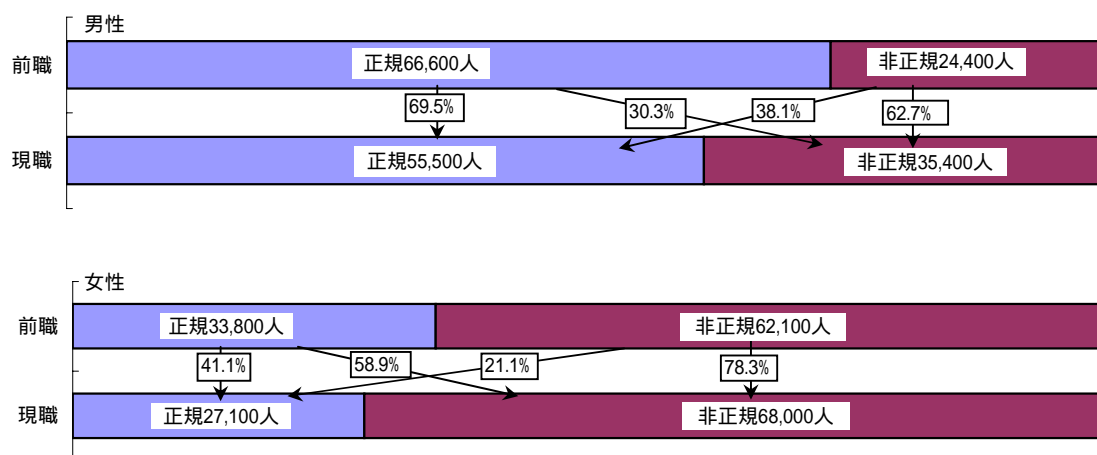 男性
前職 正規66,600人 非正規24,400人
69.5% 30.3% 38.1% 62.7%
現職 正規55,500人 非正規35,400人
女性
前職 正規33,800人 非正規62,100人
41.1% 58.9% 21.1% 78.3%
現職 正規27,100人 非正規68,000人